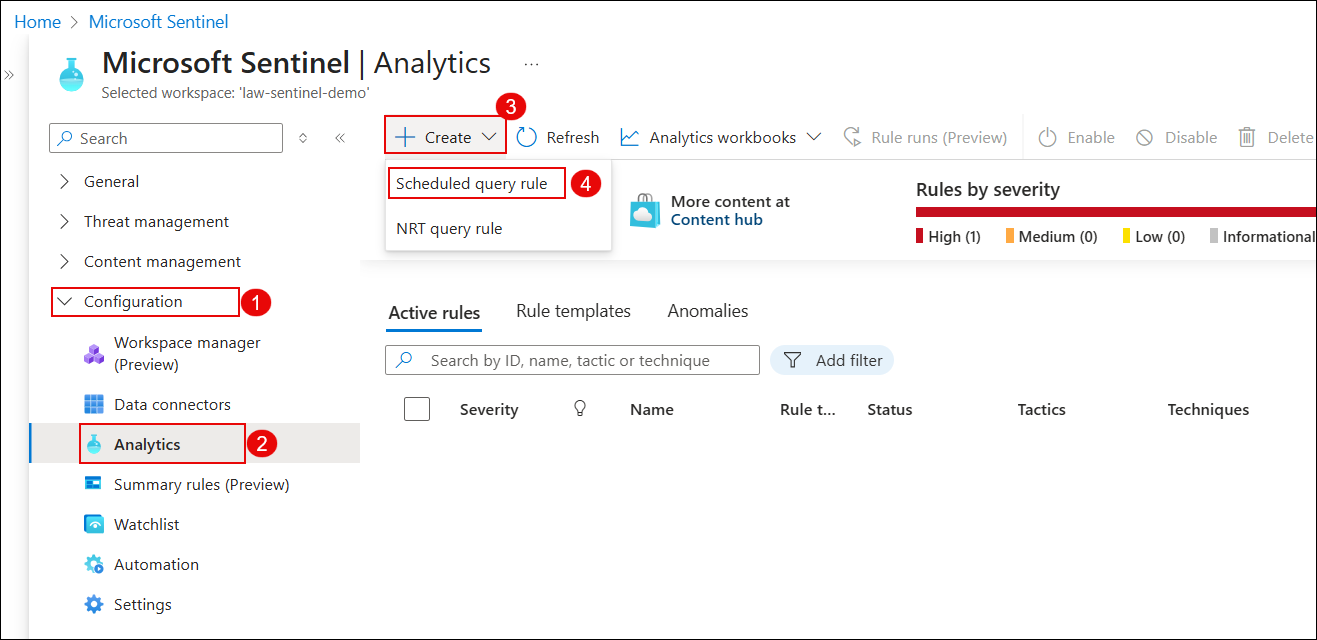 Home > Microsoft Sentinel
Microsoft Sentinel | Analytics ...
Selected workspace: 'law-sentinel-demo'
3
Search
Create
Refresh
Analytics workbooks
Rule runs (Preview)
Enable
Disable
Delete
General
Threat management
Content management
Configuration 1
Workspace manager
(Preview)
Data connectors
Analytics 2
Summary rules (Preview)
Watchlist
Automation
Settings
Scheduled query rule 4
NRT query rule
More content at
Content hub
Rules by severity
High (1) Medium (0) Low (0) Informational
Active rules Rule templates Anomalies
Search by ID, name, tactic or technique
Add filter
Severity Name Rule t... Status Tactics Techniques